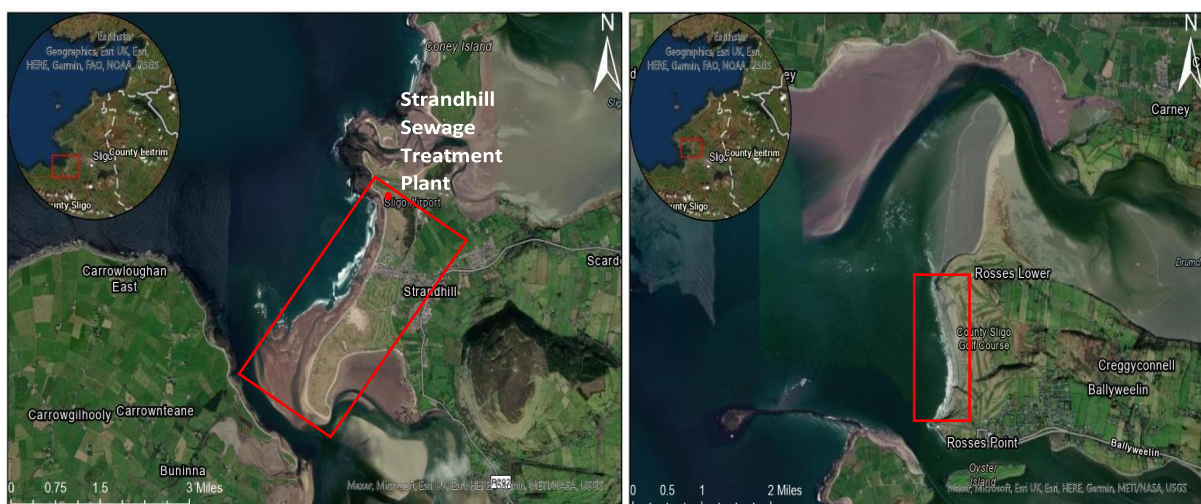 Earthstar
Geographics, Esri UK, Esri,
HERE, Garmin, FAO, NOAA, USGS
Sligo
County Leitrim
County Sligo
N
Coney Island
Strandhill
Sewage
Treatment
Plant
Sligo Airport
Carrowloughan
East
Strandhill
Carrowgilhooly
Carrownteane
Buninna
R292
0 0.75 1.5 3 Miles
Maxar, Microsoft, Esri UK, Esri, HERE, Garmin, METI/NASA, USGS
Earthstar
Geographics, Esri UK, Esri,
HERE, Garmin, FAO, NOAA, USGS
Sligo
County Leitrim
unty Sligo
N
Carney
Rosses Lower
County Sligo
Golf Course
Creggyconnell
Ballyweelin
Rosses Point
Ballyweelin
Oyster
Island
0 0.5 1 2 Miles
Maxar, Microsoft, Esri UK, Esri, HERE, Garmin, METI/NASA, USGS